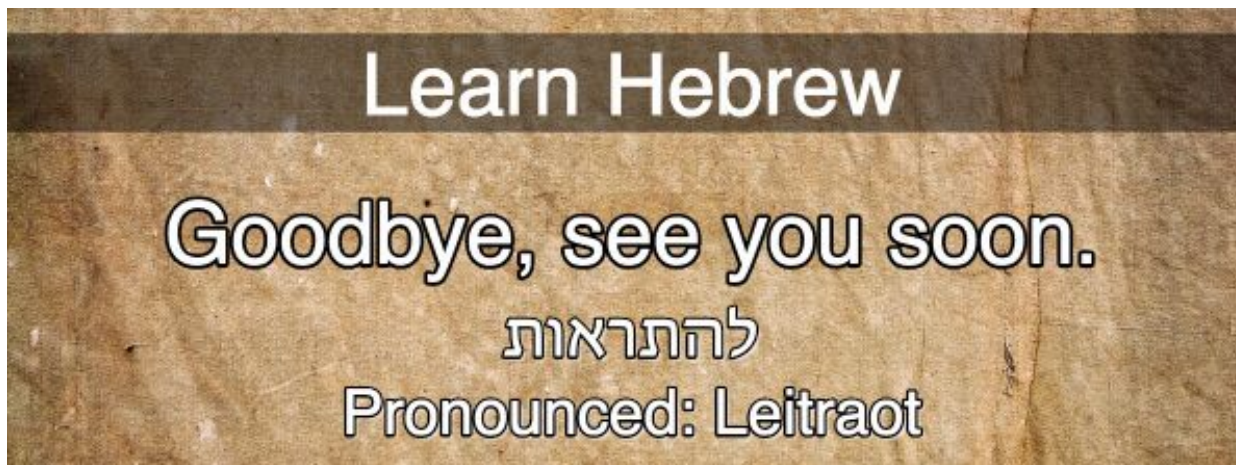 Learn Hebrew
Goodbye, see you soon.
להתראות
Pronounced: Leitraot